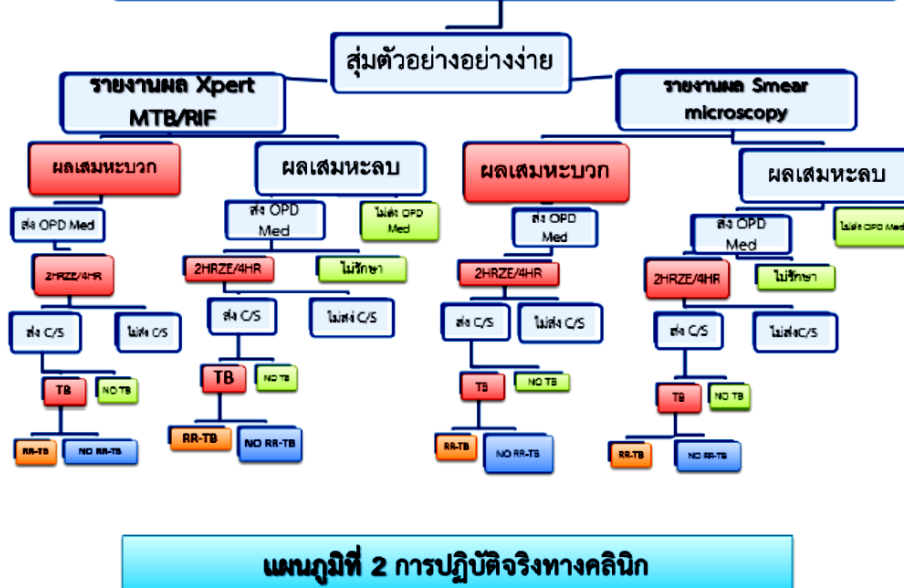 สุ่มตัวอย่างอย่างง่าย
รายงานผล Xpert
MTB/RIF
รายงานผล Smear
microscopy
ผลเสมหะบวก
ผลเสมหะลบ
ผลเสมหะบวก
ผลเสมหะลบ
ส่ง OPD Med
ส่ง OPD
Med
ไม่ส่ง OPD
Med
ส่ง OPD
Med
ส่ง OPD
Med
ไม่ส่ง OPD Med
2HRZE/4HR
2HRZE/4HR
ไม่รักษา
2HRZE/4HR
2HRZE/4HR
ไม่รักษา
ส่ง C/S
ไม่ส่ง C/S
ส่ง C/S
ไม่ส่ง C/S
ส่ง C/S
ไม่ส่ง C/S
ส่ง C/S
ไม่ส่งC/S
TB
NO TB
TB
NO TB
TB
NO TB
TB
NO TB
RR-TB
NO RR-TB
RR-TB
NO RR-TB
RR-TB
NO RR-TB
RR-TB
NO RR-TB
แผนภูมิที่ 2 การปฏิบัติจริงทางคลินิก